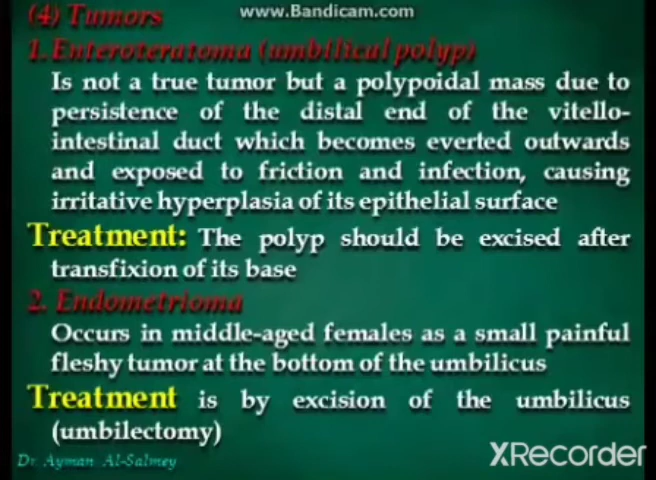 www.Bandicam.com
(4) Tumors
1. Enteroteratoma (umbilical polyp)
Is not a true tumor but a polypoidal mass due to
persistence of the distal end of the vitello-
intestinal duct which becomes everted outwards
and exposed to friction and infection, causing
irritative hyperplasia of its epithelial surface
Treatment: The polyp should be excised after
transfixion of its base
2. Endometrioma
Occurs in middle-aged females as a small painful
fleshy tumor at the bottom of the umbilicus
Treatment is by excision of the umbilicus
(umbilectomy)
Dr. Ayman Al-Salmey
XRecorder